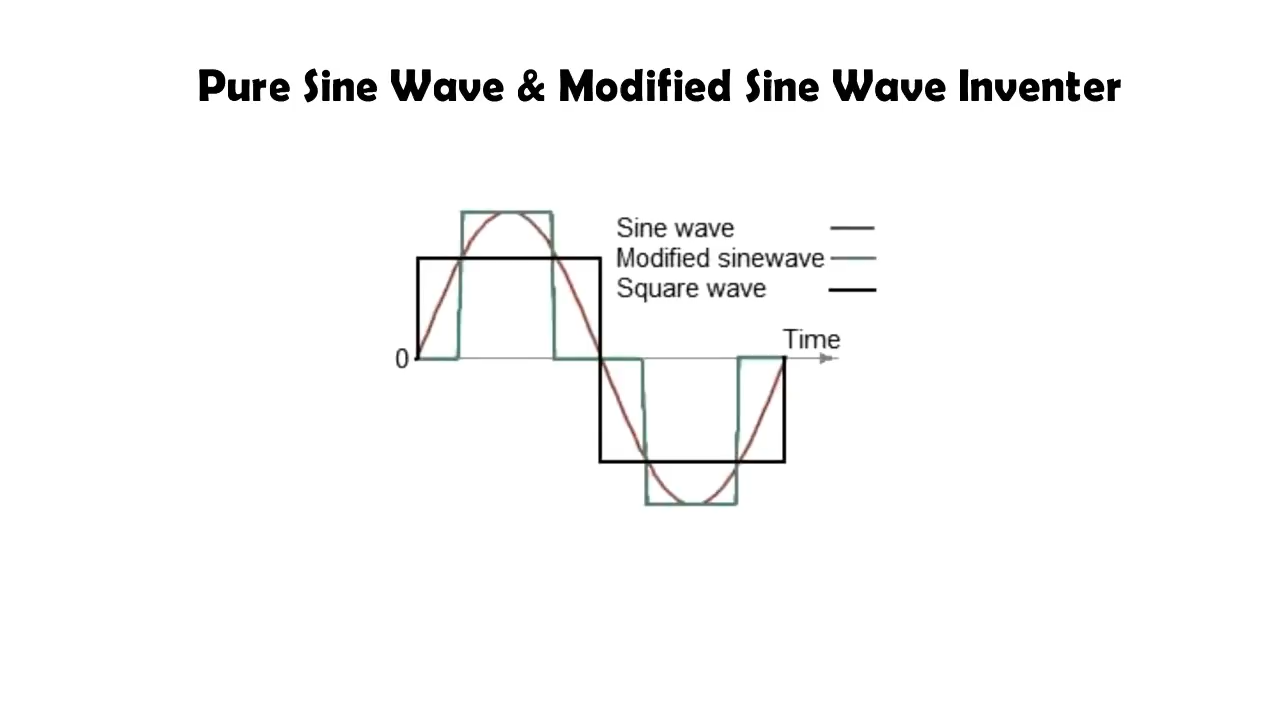 Pure Sine Wave & Modified Sine Wave Inventer
Sine wave
Modified sinewave
Square wave
Time
0